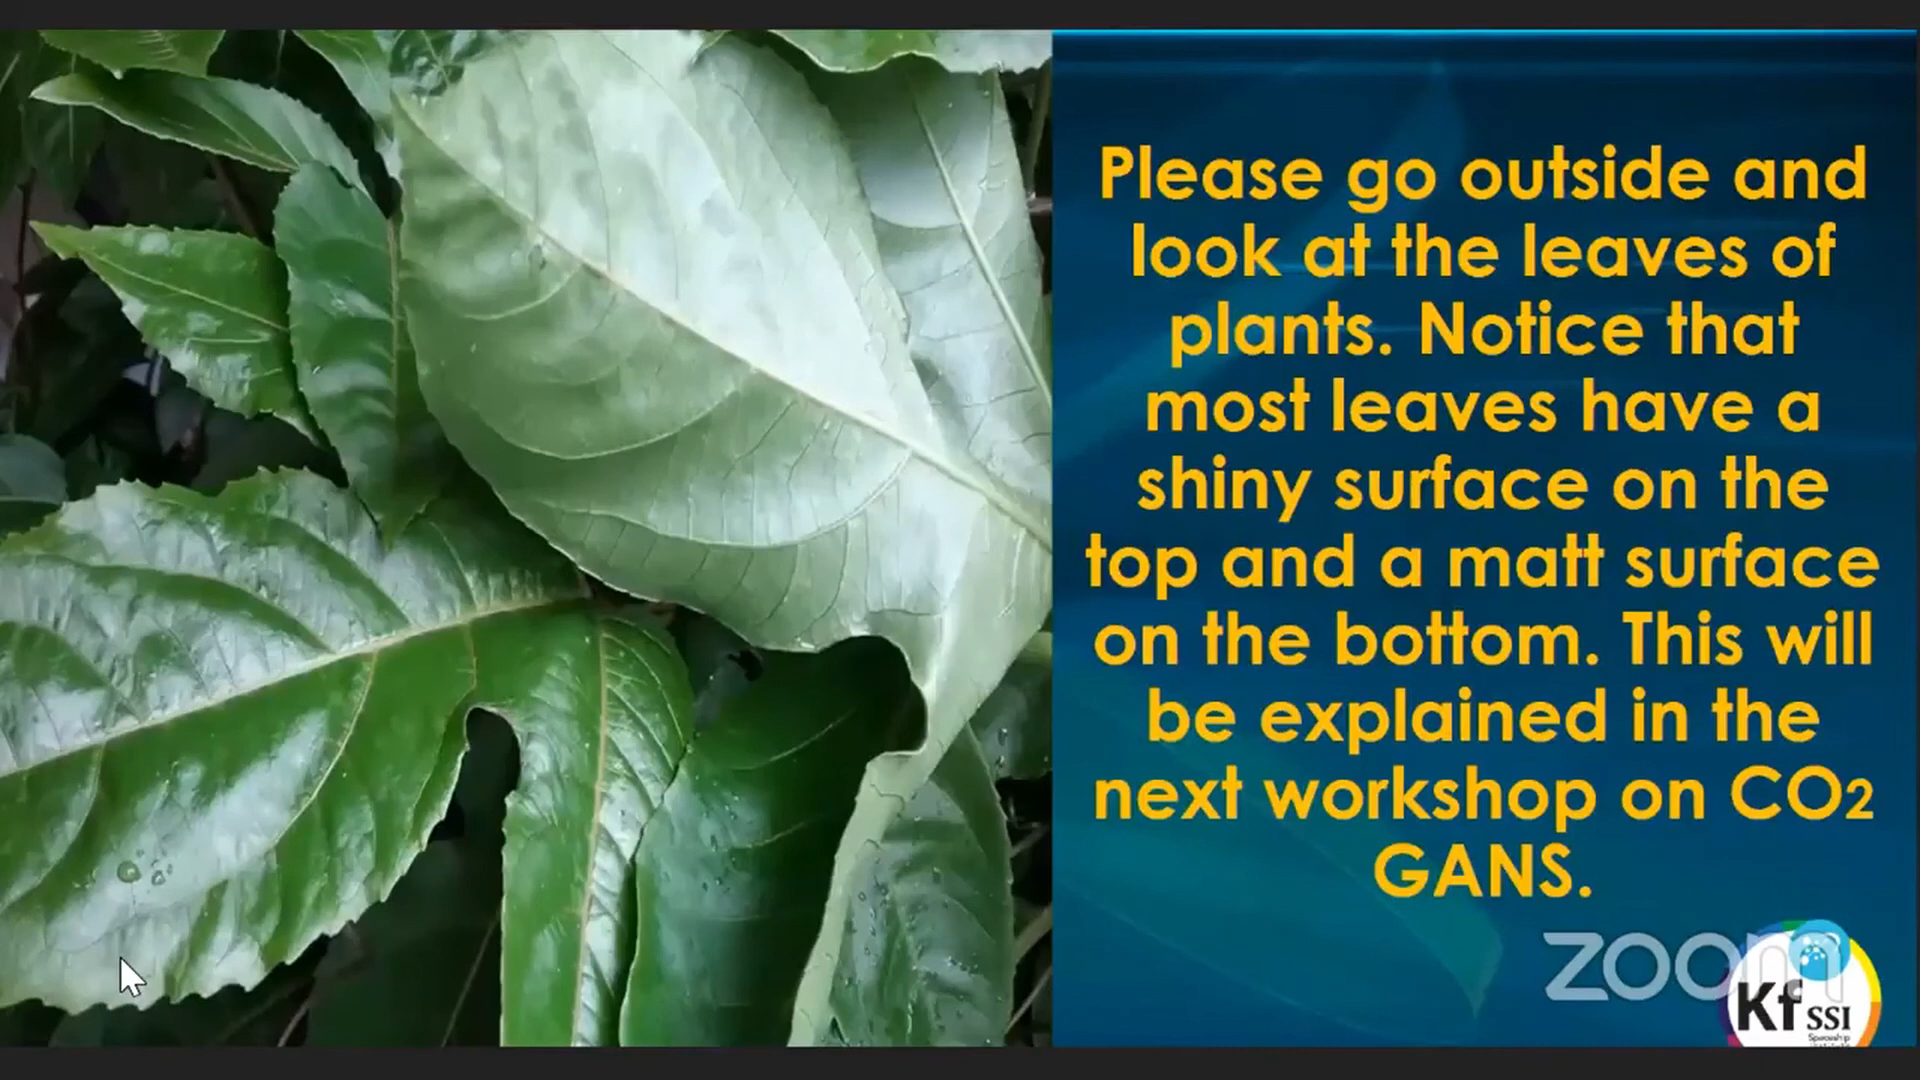 Please go outside and
look at the leaves of
plants. Notice that
most leaves have a
shiny surface on the
top and a matt surface
on the bottom. This will
be explained in the
next workshop on CO2
GANS.
zoom
Kf SSI
Spaceship